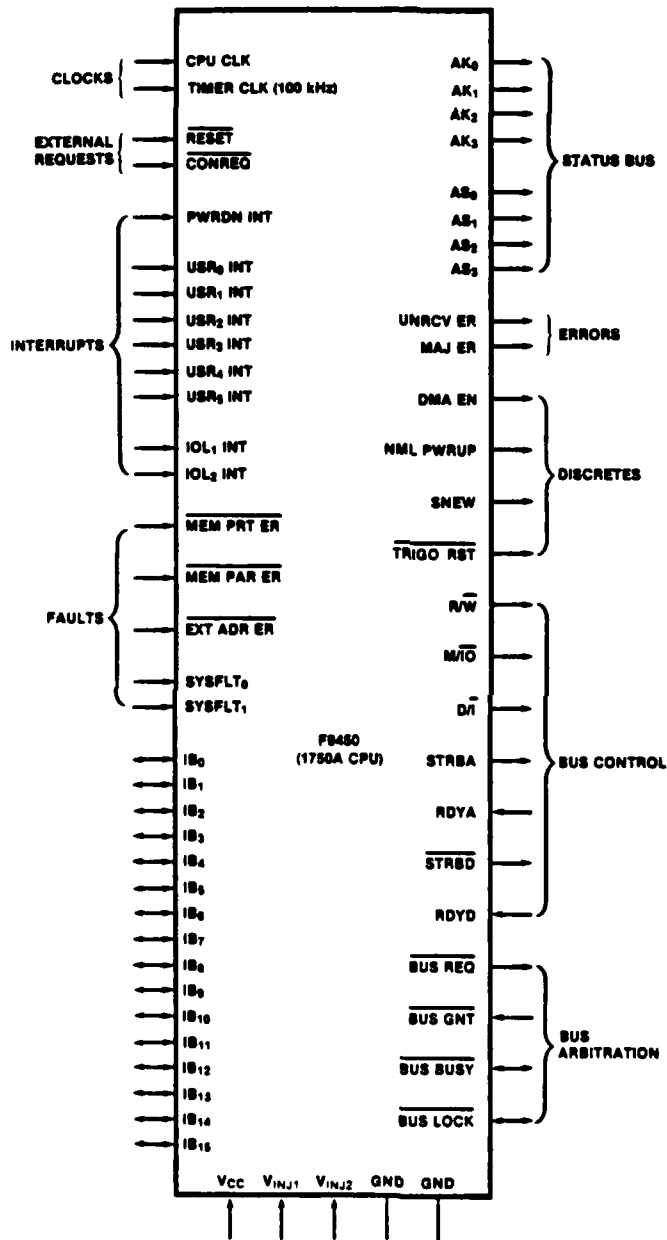 CLOCKS
CPU CLK
TIMER CLK (100 kHz)
EXTERNAL
REQUESTS
RESET
CONREQ
INTERRUPTS
PWRDN INT
USR₀ INT
USR₁ INT
USR₂ INT
USR₃ INT
USR₄ INT
USR₅ INT
IOL₁ INT
IOL₂ INT
FAULTS
MEM PRT ER
MEM PAR ER
EXT ADR ER
SYSFLT₀
SYSFLT₁
F9450
(1750A CPU)
IB₀
IB₁
IB₂
IB₃
IB₄
IB₅
IB₆
IB₇
IB₈
IB₉
IB₁₀
IB₁₁
IB₁₂
IB₁₃
IB₁₄
IB₁₅
AK₀
AK₁
AK₂
AK₃
AS₀
AS₁
AS₂
AS₃
STATUS BUS
UNRCV ER
MAJ ER
ERRORS
DMA EN
NML PWRUP
SNEW
TRIGO RST
DISCRETES
R/W
M/IO
D/I
STRBA
RDYA
STRBD
RDYD
BUS CONTROL
BUS REQ
BUS GNT
BUS BUSY
BUS LOCK
BUS
ARBITRATION
VCC VINJ1 VINJ2 GND GND